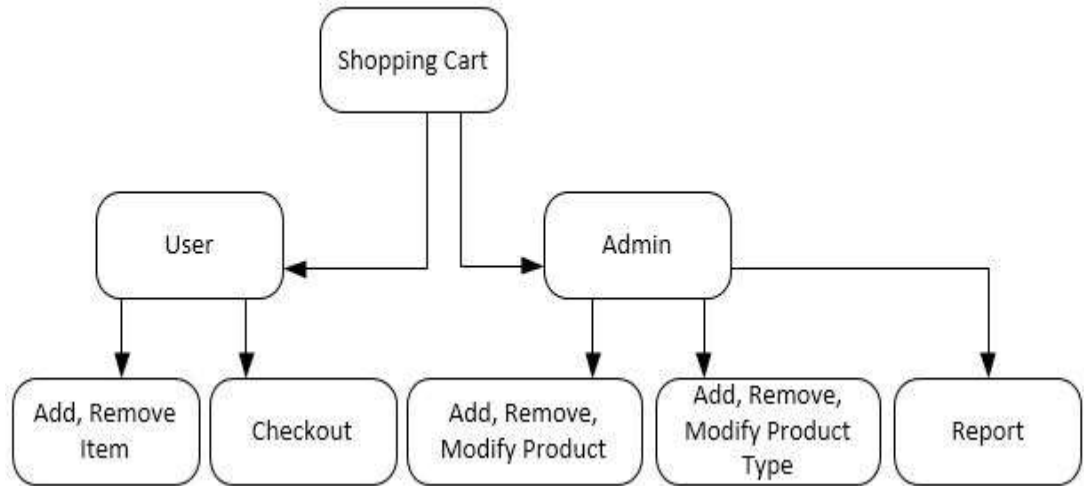 Shopping Cart
User
Admin
Add, Remove
Item
Checkout
Add, Remove,
Modify Product
Add, Remove,
Modify Product
Type
Report